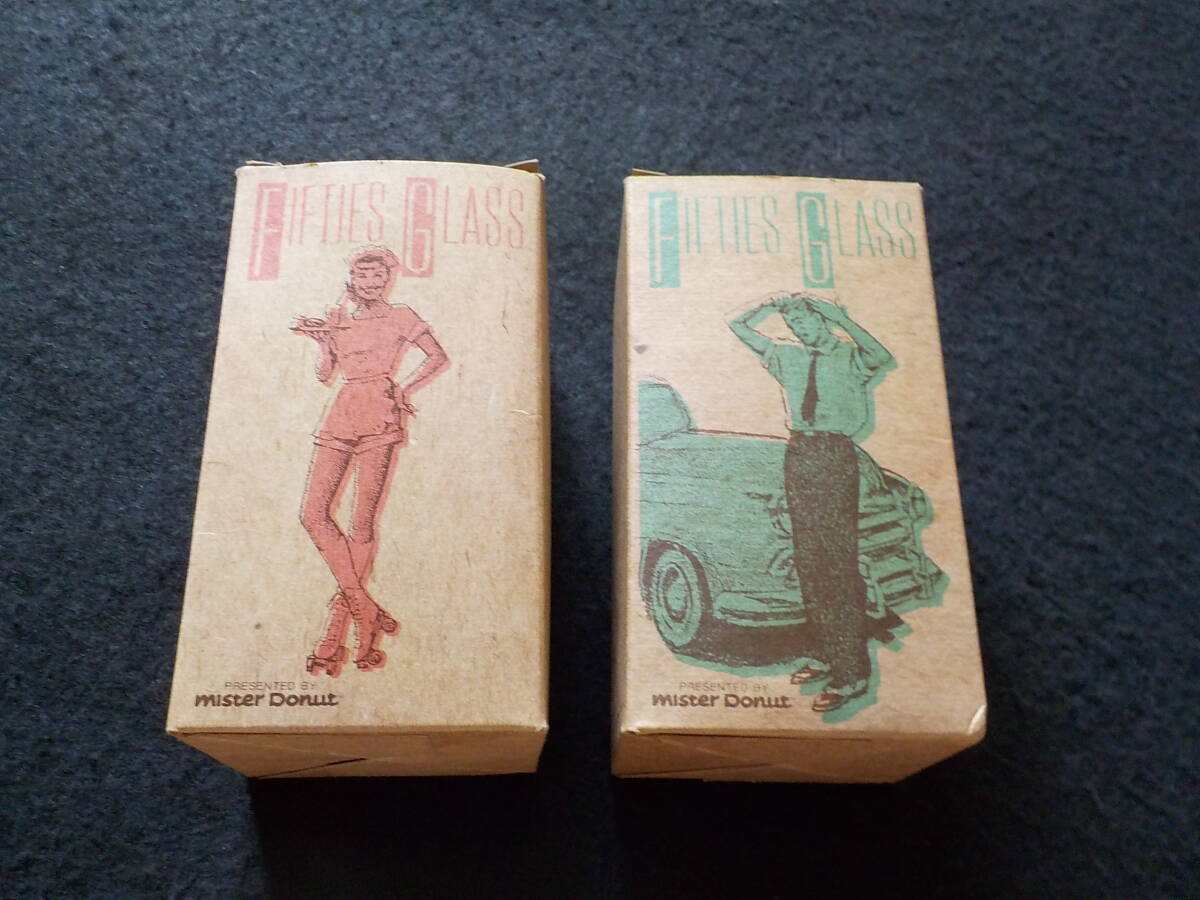 FIFTIES GLASS
PRESENTED BY
mister Donut
FIFTIES GLASS
PRESENTED BY
mister Donut